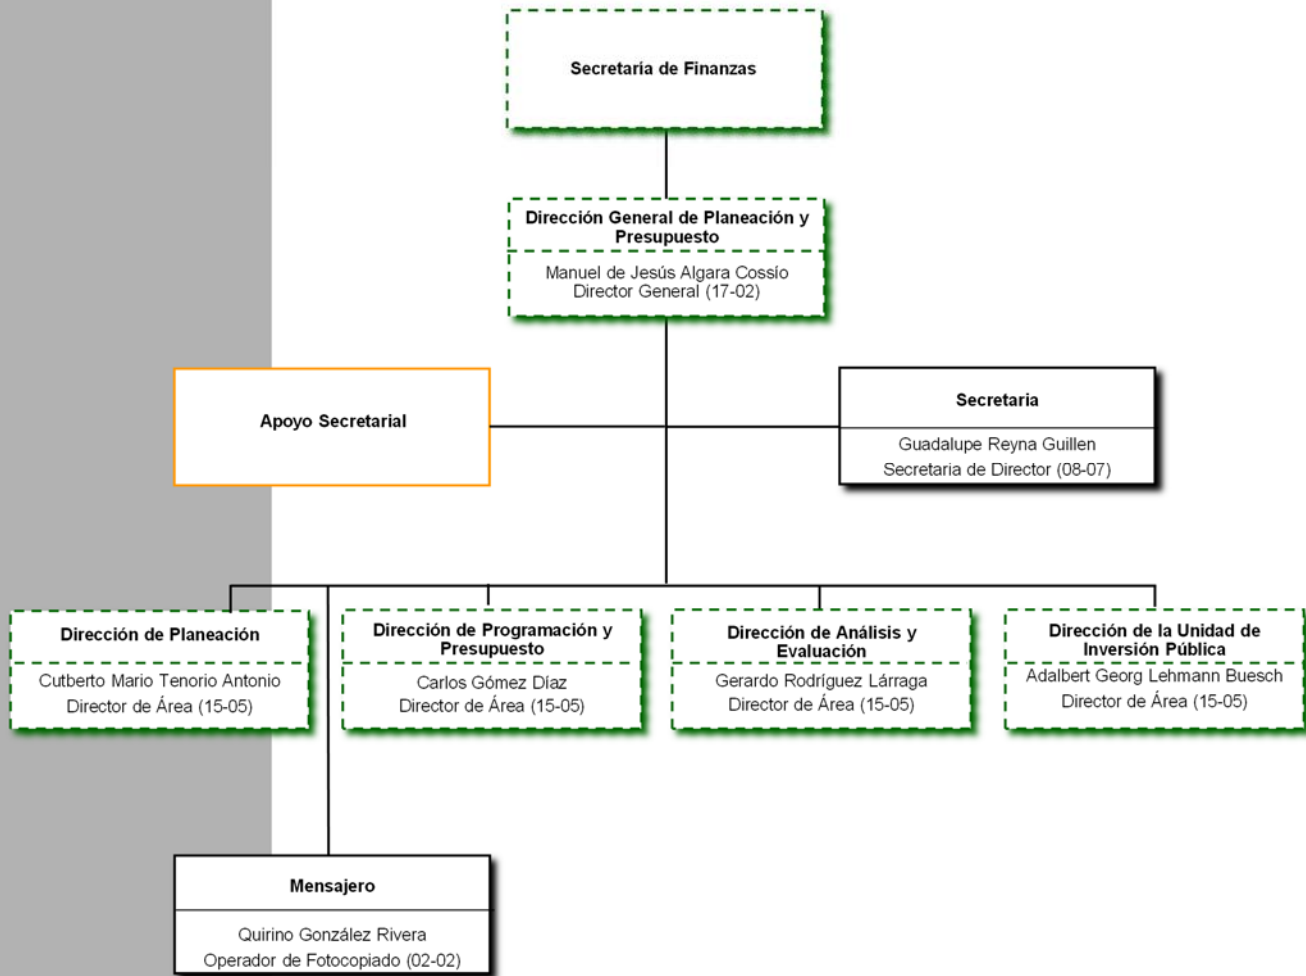 Secretaría de Finanzas
Dirección General de Planeación y
Presupuesto
Manuel de Jesús Algara Cossío
Director General (17-02)
Apoyo Secretarial
Secretaria
Guadalupe Reyna Guillen
Secretaria de Director (08-07)
Dirección de Planeación
Cutberto Mario Tenorio Antonio
Director de Área (15-05)
Dirección de Programación y
Presupuesto
Carlos Gómez Díaz
Director de Área (15-05)
Dirección de Análisis y
Evaluación
Gerardo Rodríguez Lárraga
Director de Área (15-05)
Dirección de la Unidad de
Inversión Pública
Adalbert Georg Lehmann Buesch
Director de Área (15-05)
Mensajero
Quirino González Rivera
Operador de Fotocopiado (02-02)